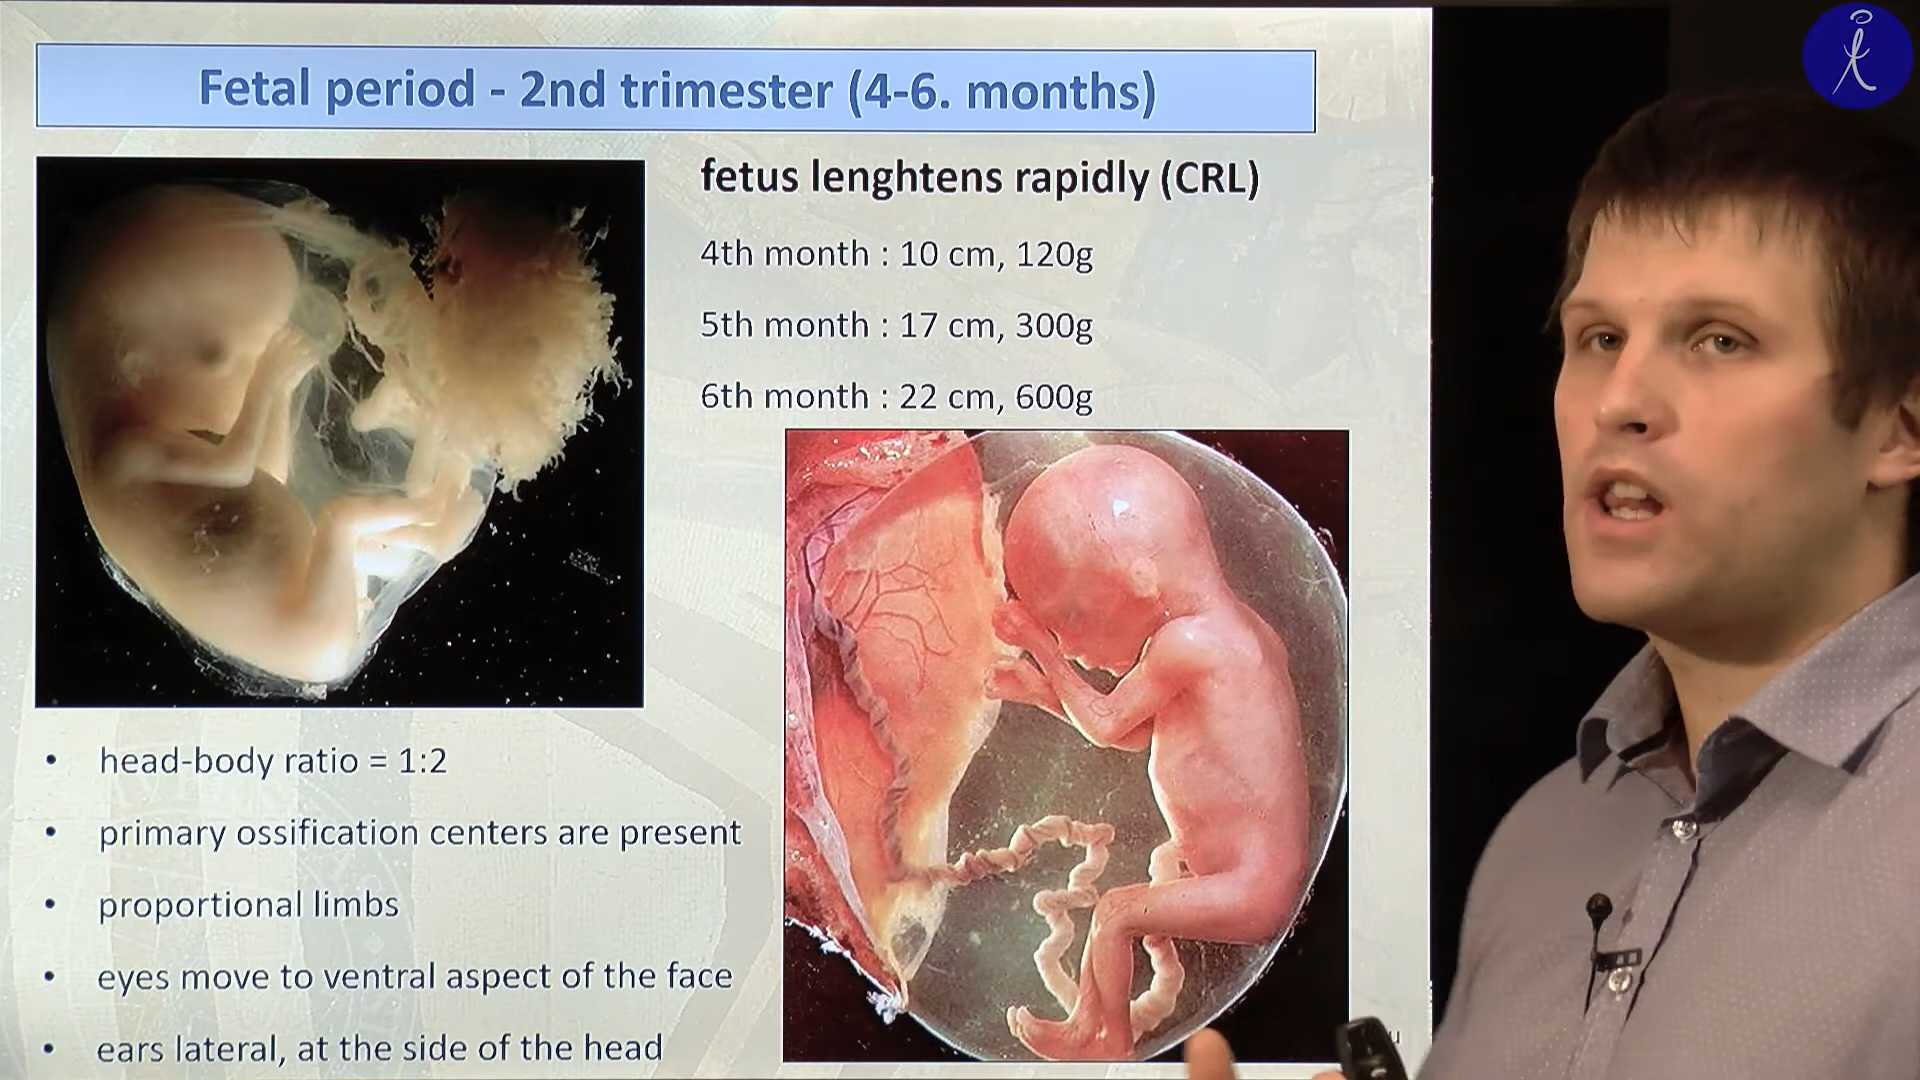 Fetal period - 2nd trimester (4-6. months)
fetus lenghtens rapidly (CRL)
4th month : 10 cm, 120g
5th month : 17 cm, 300g
6th month : 22 cm, 600g
• head-body ratio = 1:2
• primary ossification centers are present
• proportional limbs
• eyes move to ventral aspect of the face
• ears lateral, at the side of the head